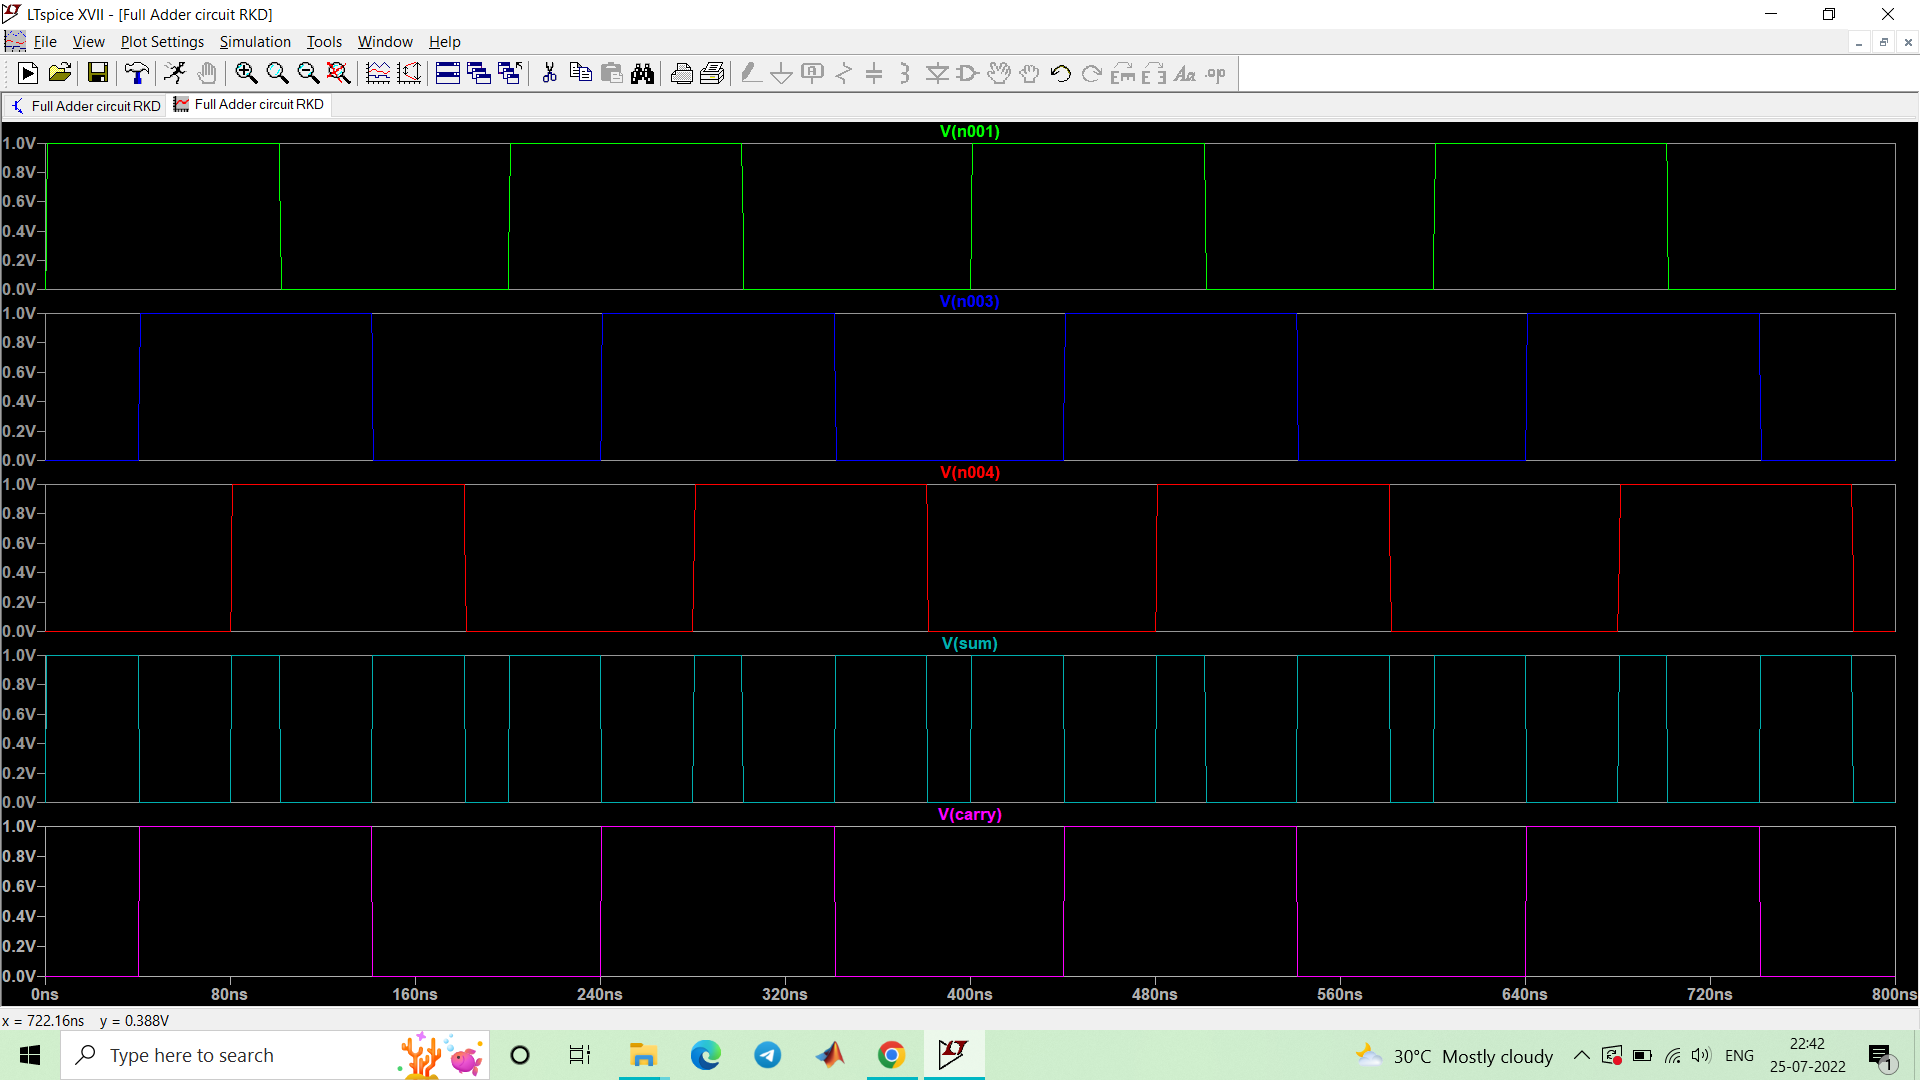 LTspice XVII - [Full Adder circuit RKD]
File View Plot Settings Simulation Tools Window Help
Full Adder circuit RKD Full Adder circuit RKD
V(n001)
1.0V
0.8V
0.6V
0.4V
0.2V
0.0V
V(n003)
1.0V
0.8V
0.6V
0.4V
0.2V
0.0V
V(n004)
1.0V
0.8V
0.6V
0.4V
0.2V
0.0V
V(sum)
1.0V
0.8V
0.6V
0.4V
0.2V
0.0V
V(carry)
1.0V
0.8V
0.6V
0.4V
0.2V
0.0V
0ns 80ns 160ns 240ns 320ns 400ns 480ns 560ns 640ns 720ns 800ns
x = 722.16ns y = 0.388V
Type here to search
30°C Mostly cloudy
ENG
22:42
25-07-2022
1